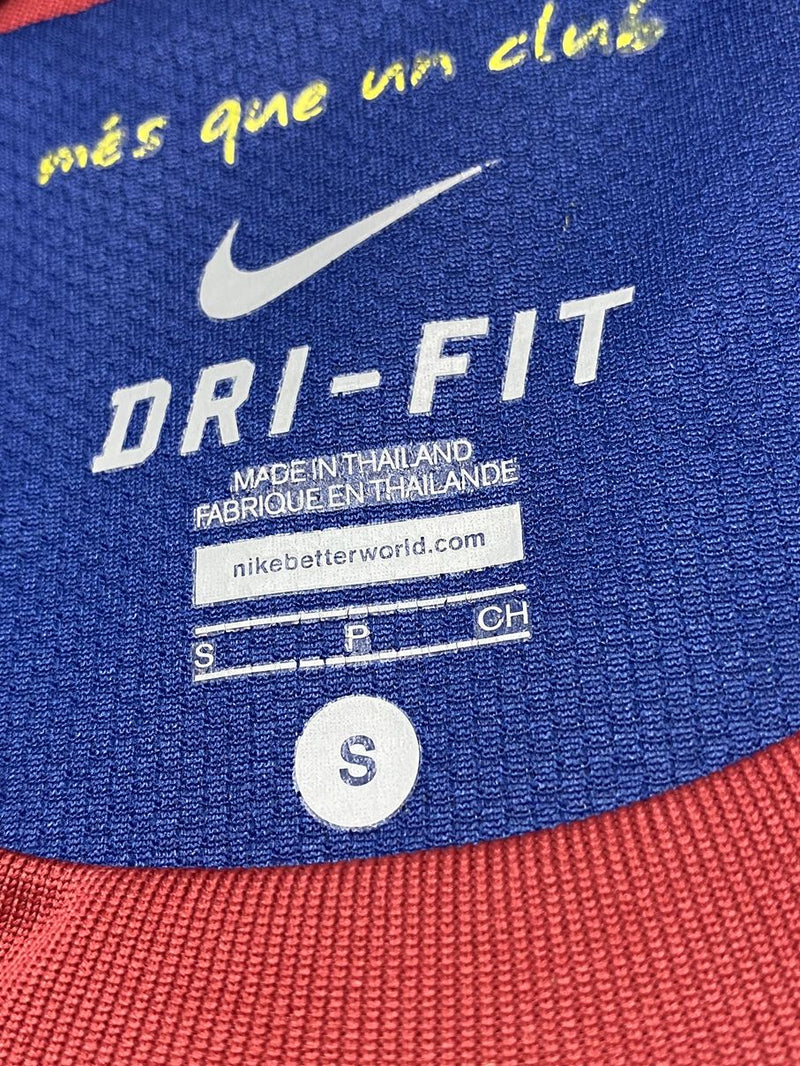 més que un club
DRI-FIT
MADE IN THAILAND
FABRIQUE EN THAILANDE
nikebetterworld.com
S P CH
S